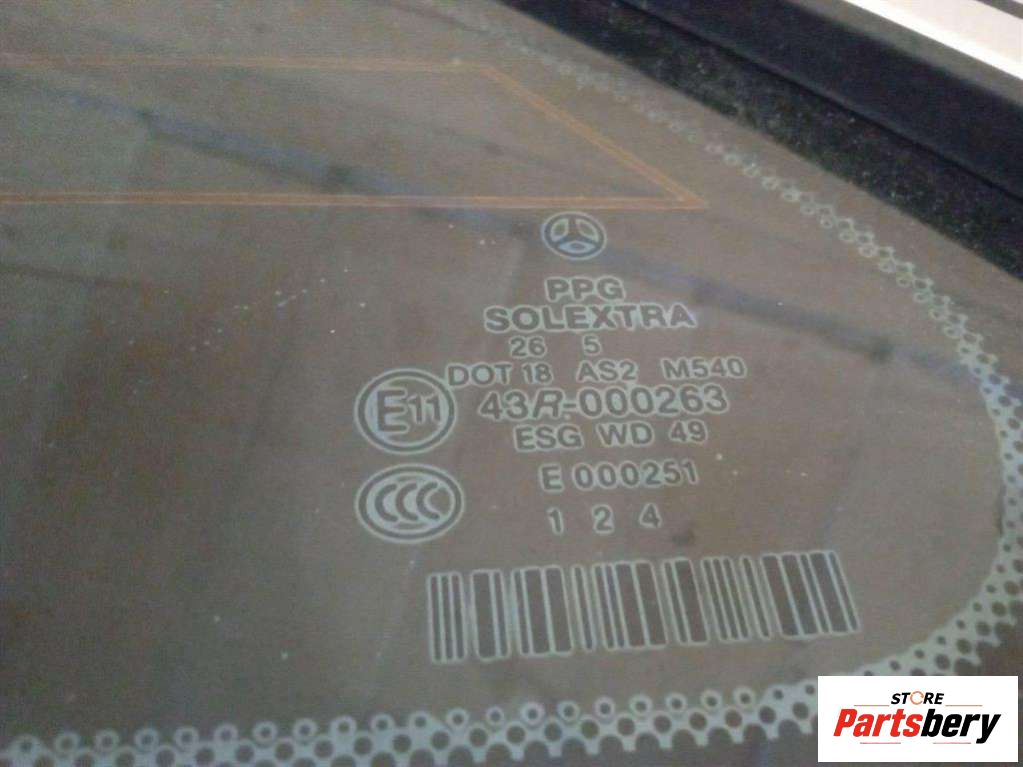 PPG
SOLEXTRA
26 5
DOT 18 AS2 M540
E11 43R-000263
ESG WD 49
CCC E 000251
1 2 4
STORE
Partsbery